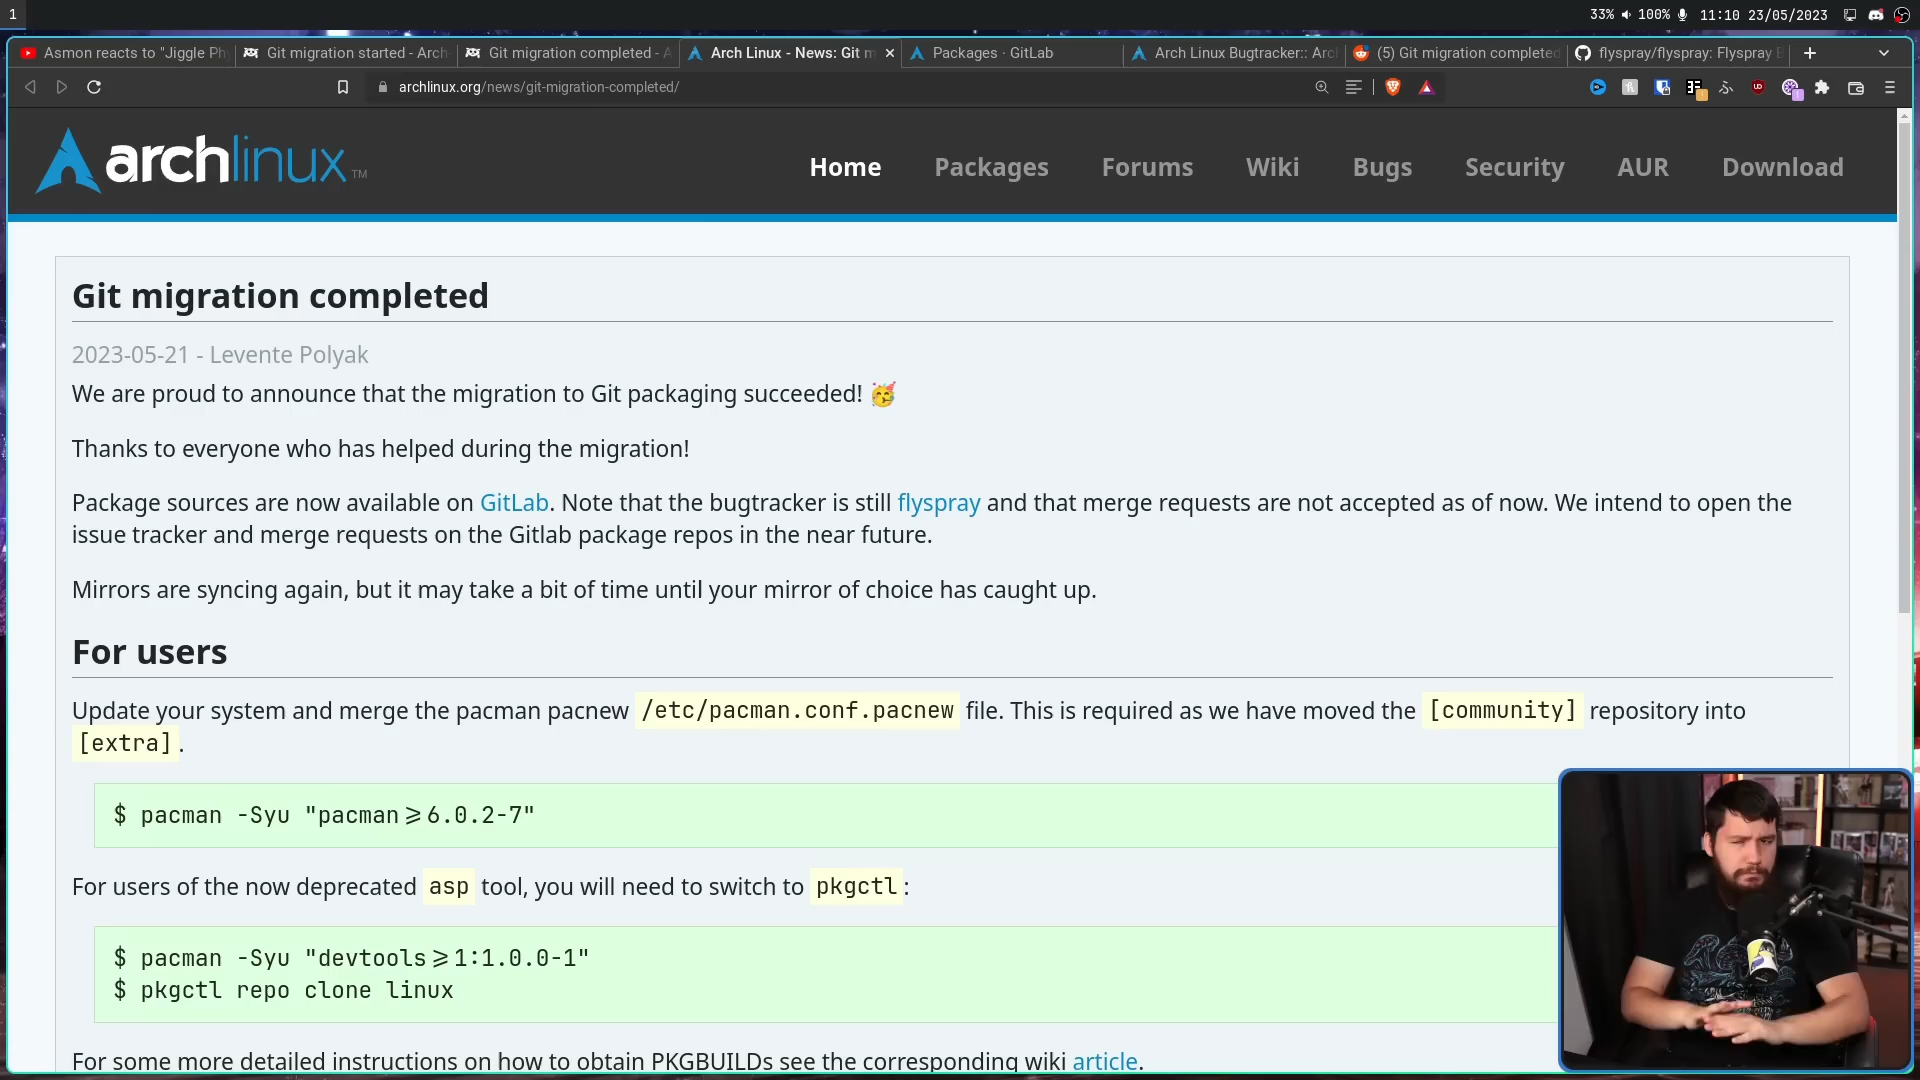 1
33% 100% 11:10 23/05/2023
Asmon reacts to "Jiggle Ph
Git migration started - Arch
Git migration completed - A
Arch Linux - News: Git m
Packages · GitLab
Arch Linux Bugtracker:: Arc
(5) Git migration completed
flyspray/flyspray: Flyspray B
archlinux.org/news/git-migration-completed/
archlinux™
Home Packages Forums Wiki Bugs Security AUR Download
Git migration completed
2023-05-21 - Levente Polyak
We are proud to announce that the migration to Git packaging succeeded! 🥳
Thanks to everyone who has helped during the migration!
Package sources are now available on GitLab. Note that the bugtracker is still flyspray and that merge requests are not accepted as of now. We intend to open the
issue tracker and merge requests on the Gitlab package repos in the near future.
Mirrors are syncing again, but it may take a bit of time until your mirror of choice has caught up.
For users
Update your system and merge the pacman pacnew /etc/pacman.conf.pacnew file. This is required as we have moved the [community] repository into
[extra].
$ pacman -Syu "pacman>=6.0.2-7"
For users of the now deprecated asp tool, you will need to switch to pkgctl:
$ pacman -Syu "devtools>=1:1.0.0-1"
$ pkgctl repo clone linux
For some more detailed instructions on how to obtain PKGBUILDs see the corresponding wiki article.